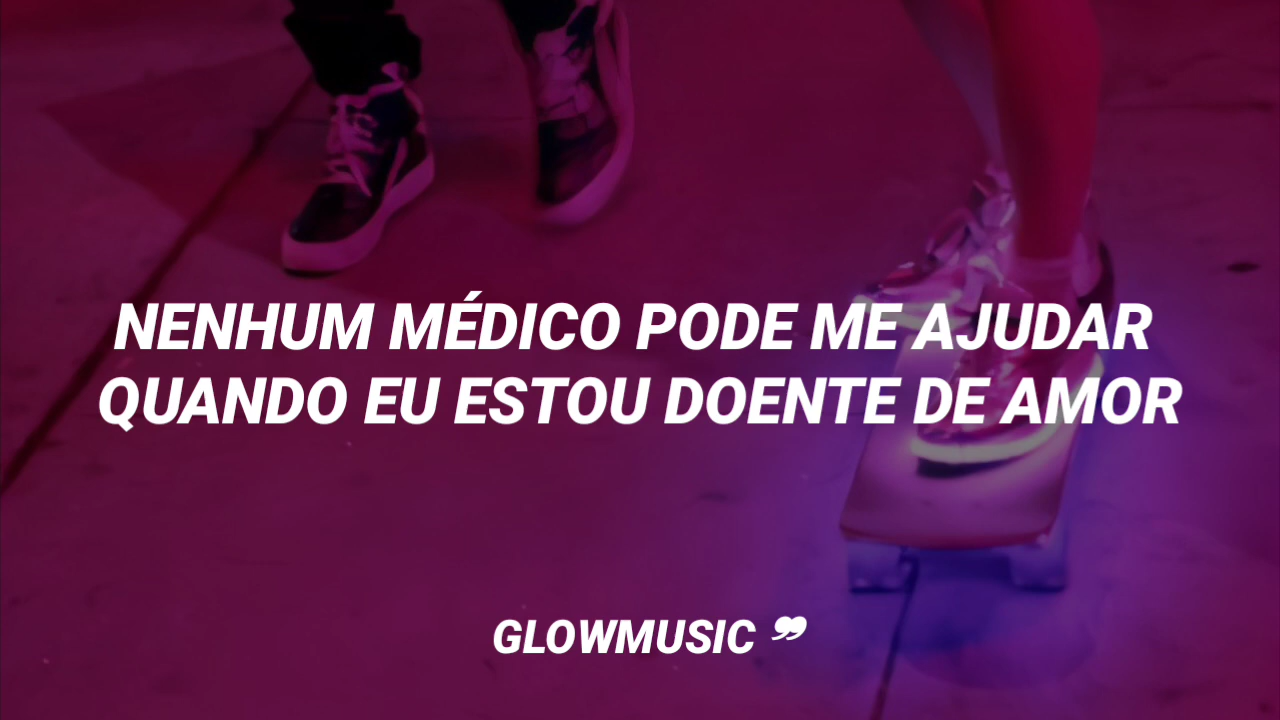 NENHUM MÉDICO PODE ME AJUDAR
QUANDO EU ESTOU DOENTE DE AMOR
GLOWMUSIC ❞